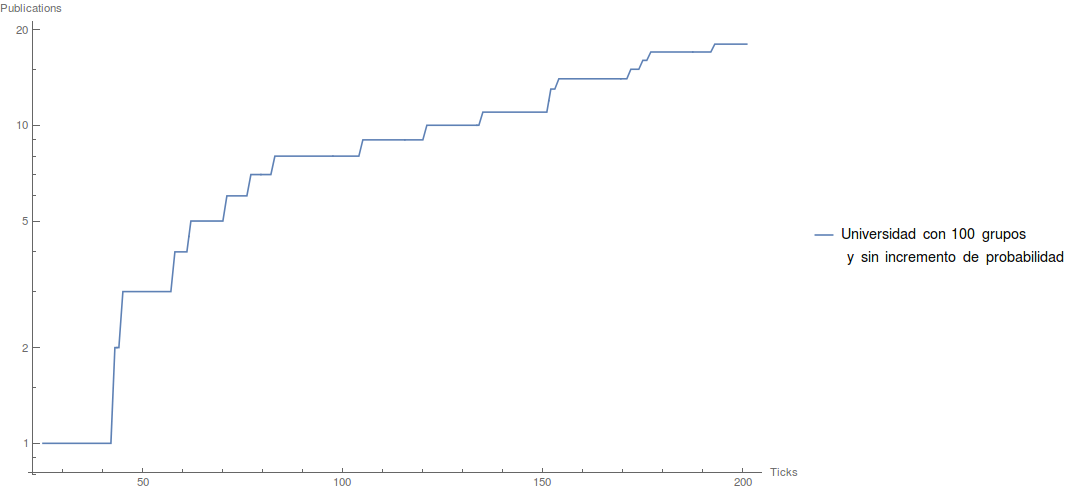 Publications
20
10
5
2
1
50
100
150
200
Ticks
Universidad con 100 grupos
y sin incremento de probabilidad